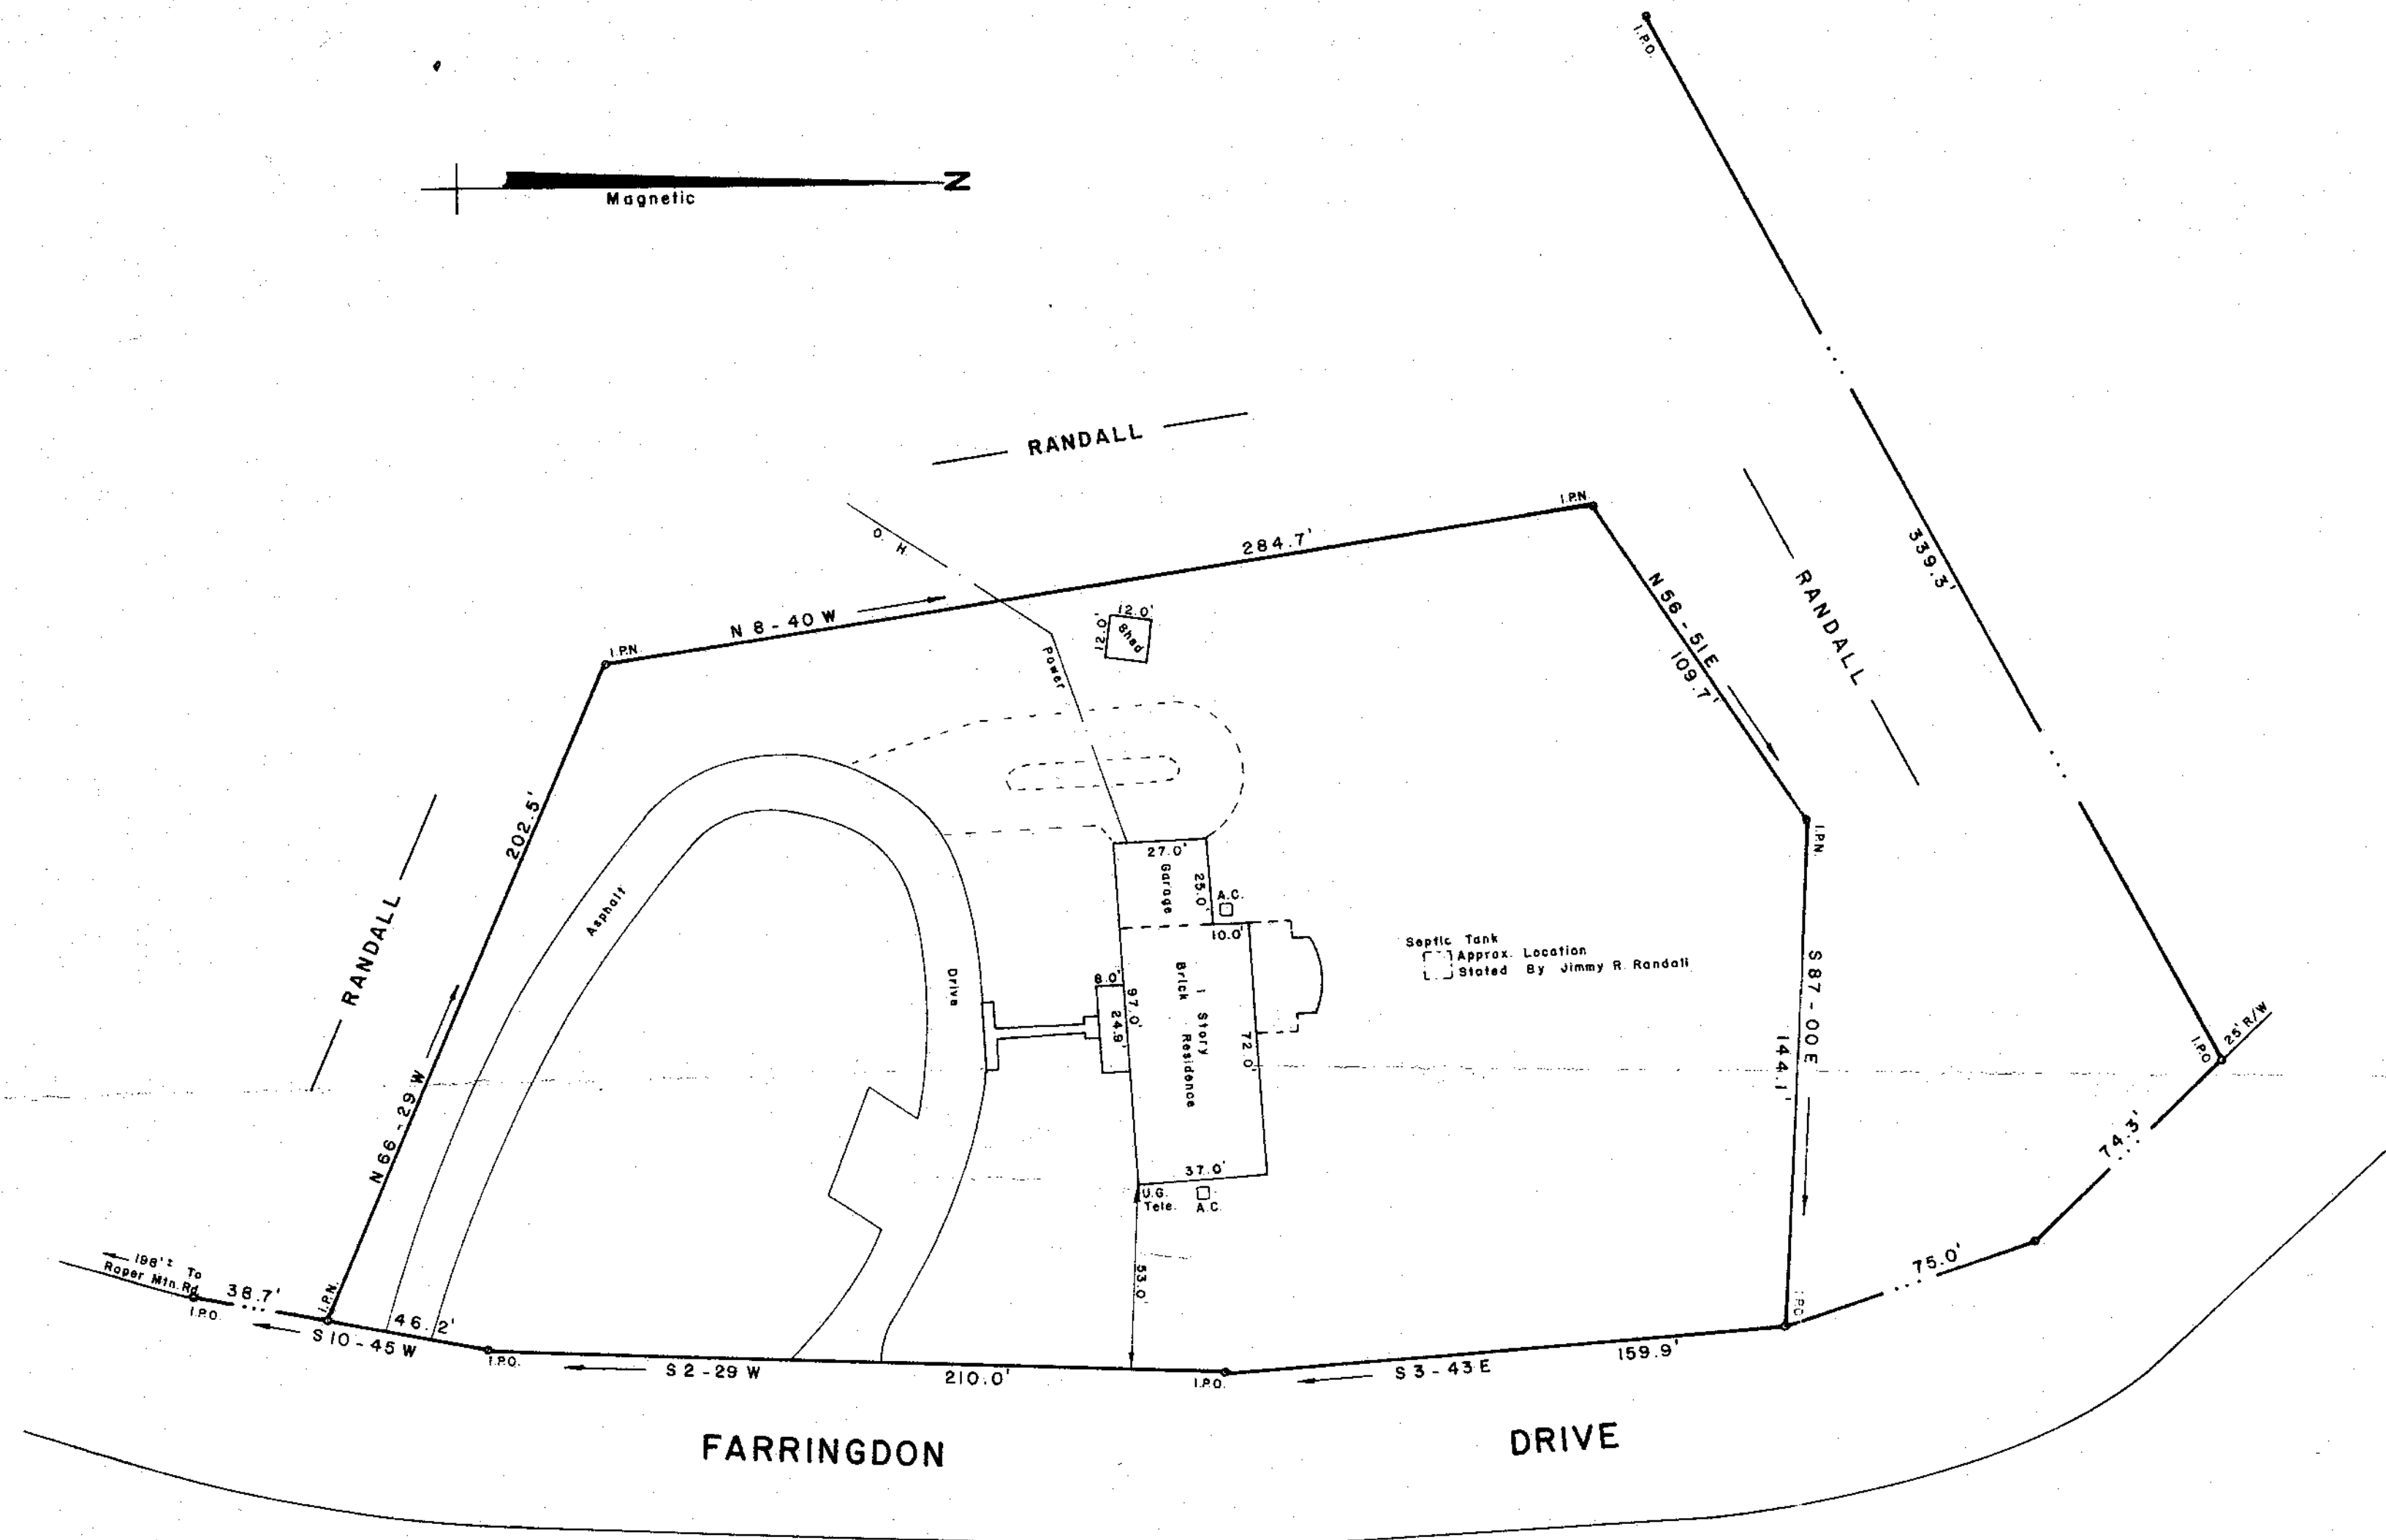 I.P.O.
N
Magnetic
RANDALL
O. H.
I.P.N.
284.7'
N 8 - 40 W
I.P.N.
12.0'
12.0'
Shed
Power
N 56 - 51 E
109.7'
RANDALL
339.3'
202.5'
RANDALL
N 66 - 29 W
Asphalt
Drive
27.0'
Garage
25.0'
A.C.
10.0'
8.0'
97.0'
24.9'
1 Story
Brick Residence
72.0'
37.0'
U.G.
Tele.
A.C.
53.0'
Septic Tank
Approx. Location
Stated By Jimmy R. Randall
I.P.N.
S 87 - 00 E
144.1'
I.P.O.
25' R/W
I.P.O.
74.3'
75.0'
198'± To
Roper Mtn. Rd.
38.7'
I.P.O.
I.P.N.
46.2'
S 10 - 45 W
I.P.O.
S 2 - 29 W
210.0'
I.P.O.
S 3 - 43 E
159.9'
FARRINGDON DRIVE